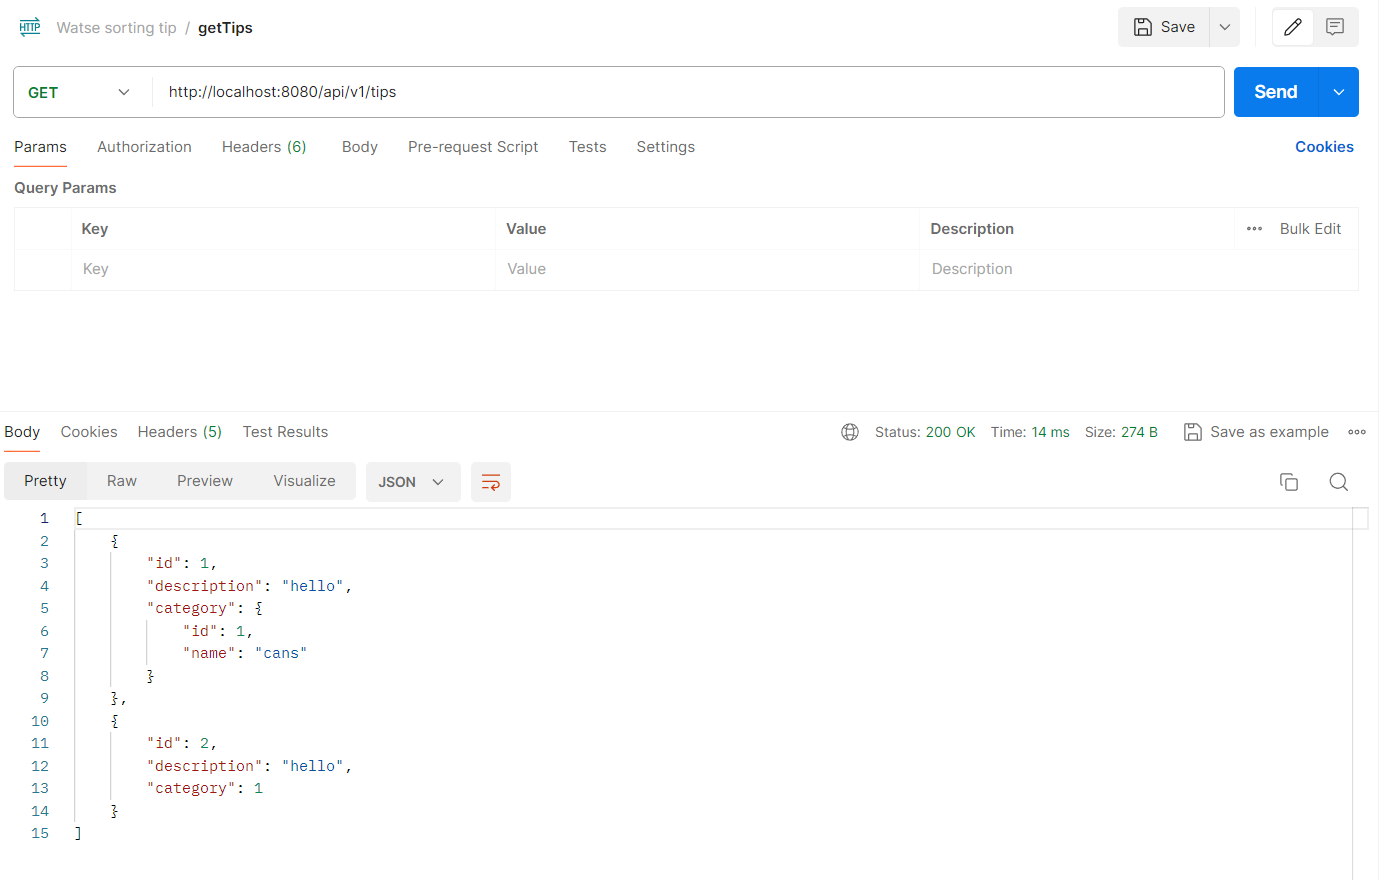 HTTP Watse sorting tip / getTips Save
GET http://localhost:8080/api/v1/tips Send
Params Authorization Headers (6) Body Pre-request Script Tests Settings Cookies
Query Params
Key Value Description Bulk Edit
Key Value Description
Body Cookies Headers (5) Test Results Status: 200 OK Time: 14 ms Size: 274 B Save as example
Pretty Raw Preview Visualize JSON
1 [
2 {
3 "id": 1,
4 "description": "hello",
5 "category": {
6 "id": 1,
7 "name": "cans"
8 }
9 },
10 {
11 "id": 2,
12 "description": "hello",
13 "category": 1
14 }
15 ]